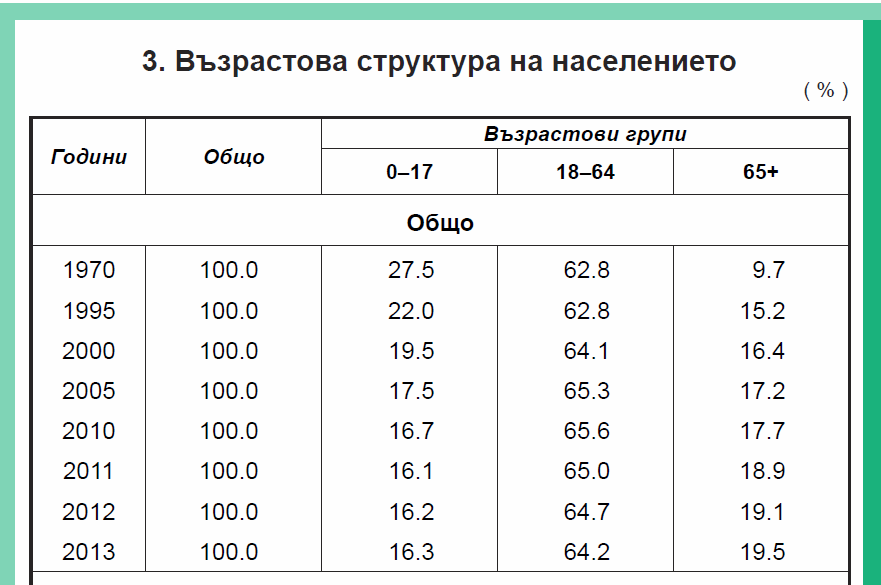 3. Възрастова структура на населението
( % )
Години Общо Възрастови групи
0–17 18–64 65+
Общо
1970 100.0 27.5 62.8 9.7
1995 100.0 22.0 62.8 15.2
2000 100.0 19.5 64.1 16.4
2005 100.0 17.5 65.3 17.2
2010 100.0 16.7 65.6 17.7
2011 100.0 16.1 65.0 18.9
2012 100.0 16.2 64.7 19.1
2013 100.0 16.3 64.2 19.5